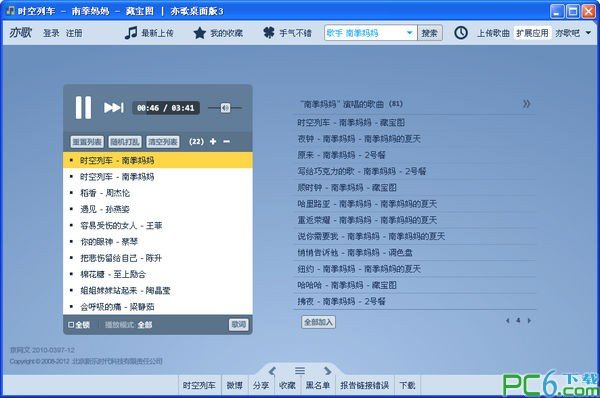 时空列车 - 南拳妈妈 - 藏宝图 | 亦歌桌面版3
亦歌 登录 注册 最新上传 我的收藏 手气不错 歌手 南拳妈妈 搜索 上传歌曲 扩展应用 亦歌吧
00:46 / 03:41
重置列表 随机打乱 清空列表 (22) + −
时空列车 - 南拳妈妈
时空列车 - 南拳妈妈
稻香 - 周杰伦
遇见 - 孙燕姿
容易受伤的女人 - 王菲
你的眼神 - 蔡琴
把悲伤留给自己 - 陈升
棉花糖 - 至上励合
姐姐妹妹站起来 - 陶晶莹
会呼吸的痛 - 梁静茹
全锁 播放模式 全部 歌词
"南拳妈妈"演唱的歌曲 (81) »
时空列车 - 南拳妈妈 - 藏宝图
夜钟 - 南拳妈妈 - 南拳妈妈的夏天
原来 - 南拳妈妈 - 2号餐
写给巧克力的歌 - 南拳妈妈 - 2号餐
顺时钟 - 南拳妈妈 - 藏宝图
哈里路亚 - 南拳妈妈 - 南拳妈妈的夏天
重返荣耀 - 南拳妈妈 - 南拳妈妈的夏天
说你需要我 - 南拳妈妈 - 南拳妈妈的夏天
悄悄告诉他 - 南拳妈妈 - 调色盘
纽约 - 南拳妈妈 - 南拳妈妈的夏天
哈哈哈 - 南拳妈妈 - 藏宝图
拂夜 - 南拳妈妈 - 2号餐
全部加入 4
京网文 2010-0397-12
Copyright © 2008-2012 北京新乐时代科技有限责任公司
时空列车 微博 分享 收藏 黑名单 报告链接错误 下载
PC6下载
.com